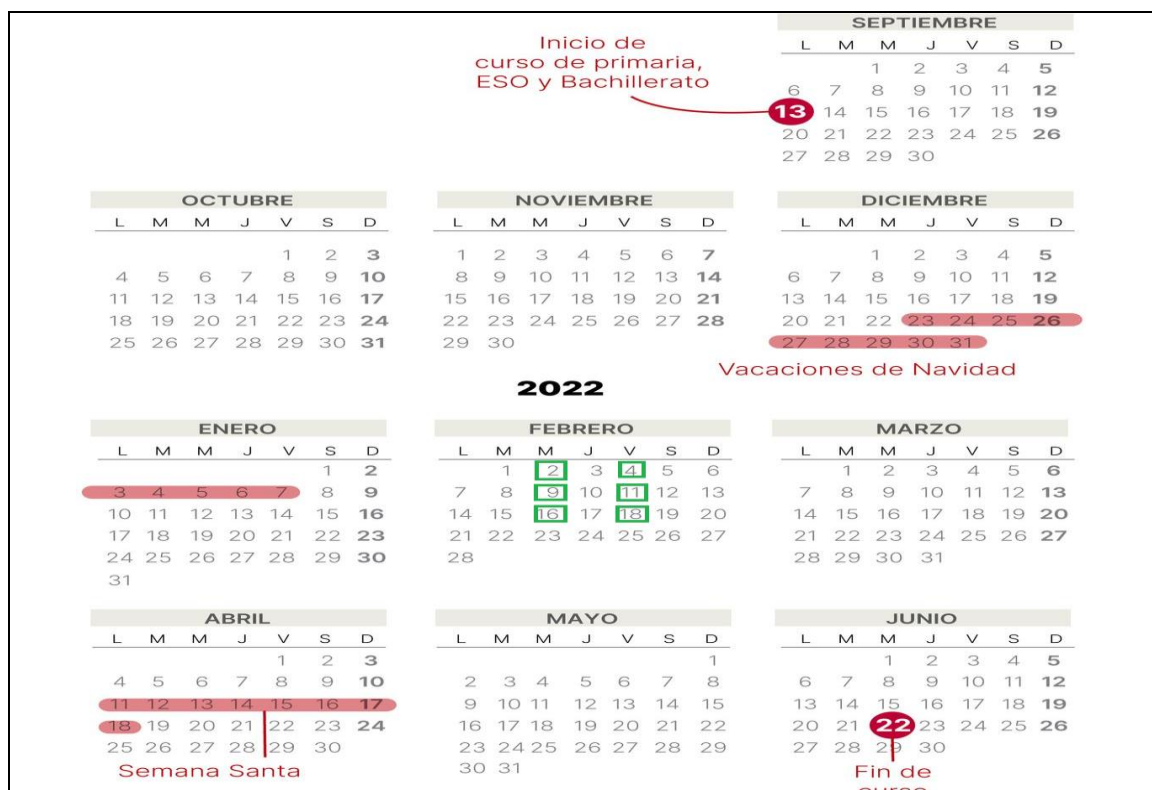 SEPTIEMBRE
L M M J V S D
1 2 3 4 5
6 7 8 9 10 11 12
13 14 15 16 17 18 19
20 21 22 23 24 25 26
27 28 29 30
Inicio de
curso de primaria,
ESO y Bachillerato
OCTUBRE
L M M J V S D
1 2 3
4 5 6 7 8 9 10
11 12 13 14 15 16 17
18 19 20 21 22 23 24
25 26 27 28 29 30 31
NOVIEMBRE
L M M J V S D
1 2 3 4 5 6 7
8 9 10 11 12 13 14
15 16 17 18 19 20 21
22 23 24 25 26 27 28
29 30
DICIEMBRE
L M M J V S D
1 2 3 4 5
6 7 8 9 10 11 12
13 14 15 16 17 18 19
20 21 22 23 24 25 26
27 28 29 30 31
Vacaciones de Navidad
2022
ENERO
L M M J V S D
1 2
3 4 5 6 7 8 9
10 11 12 13 14 15 16
17 18 19 20 21 22 23
24 25 26 27 28 29 30
31
FEBRERO
L M M J V S D
1 2 3 4 5 6
7 8 9 10 11 12 13
14 15 16 17 18 19 20
21 22 23 24 25 26 27
28
MARZO
L M M J V S D
1 2 3 4 5 6
7 8 9 10 11 12 13
14 15 16 17 18 19 20
21 22 23 24 25 26 27
28 29 30 31
ABRIL
L M M J V S D
1 2 3
4 5 6 7 8 9 10
11 12 13 14 15 16 17
18 19 20 21 22 23 24
25 26 27 28 29 30
Semana Santa
MAYO
L M M J V S D
1
2 3 4 5 6 7 8
9 10 11 12 13 14 15
16 17 18 19 20 21 22
23 24 25 26 27 28 29
30 31
JUNIO
L M M J V S D
1 2 3 4 5
6 7 8 9 10 11 12
13 14 15 16 17 18 19
20 21 22 23 24 25 26
27 28 29 30
Fin de
curso